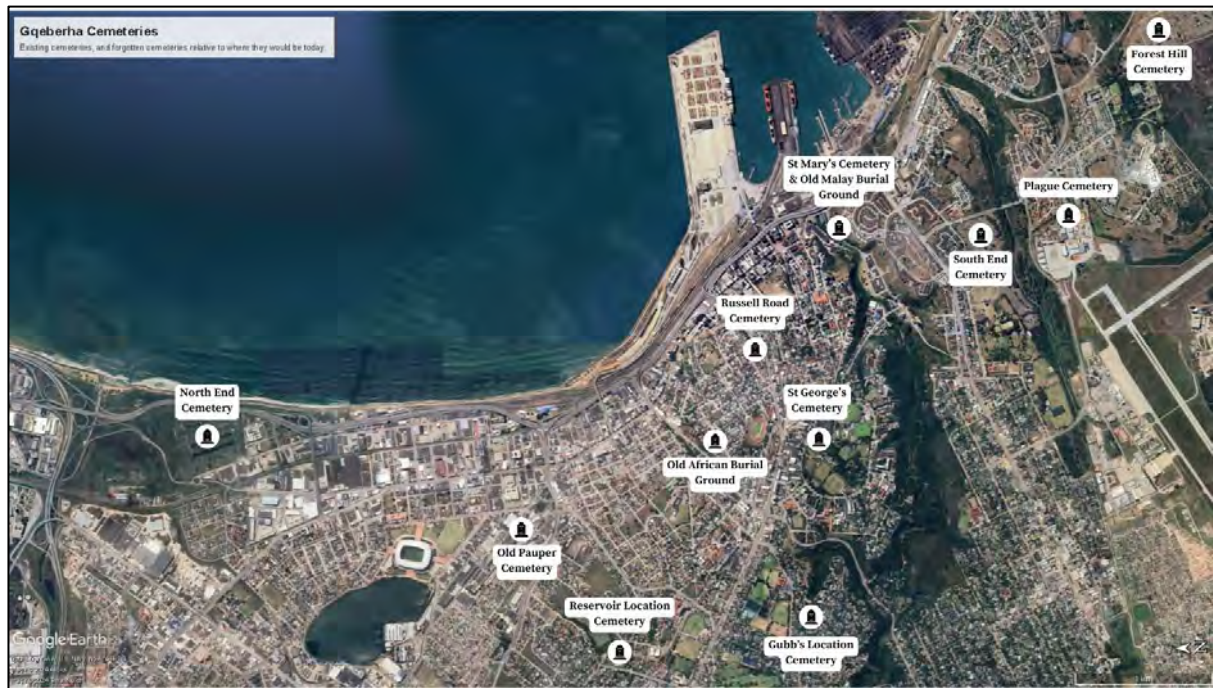 Gqeberha Cemeteries
Existing cemeteries, and forgotten cemeteries relative to where they would be today.
Forest Hill
Cemetery
St Mary's Cemetery
& Old Malay Burial
Ground
Plague Cemetery
South End
Cemetery
Russell Road
Cemetery
North End
Cemetery
St George's
Cemetery
Old African Burial
Ground
Old Pauper
Cemetery
Reservoir Location
Cemetery
Gubb's Location
Cemetery
Google Earth
N
1 km